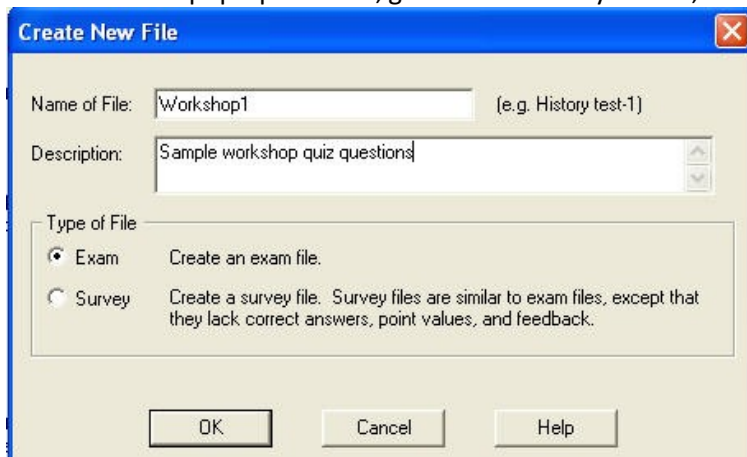 Create New File
Name of File: Workshop1 (e.g. History test-1)
Description: Sample workshop quiz questions
Type of File
Exam Create an exam file.
Survey Create a survey file. Survey files are similar to exam files, except that
they lack correct answers, point values, and feedback.
OK Cancel Help